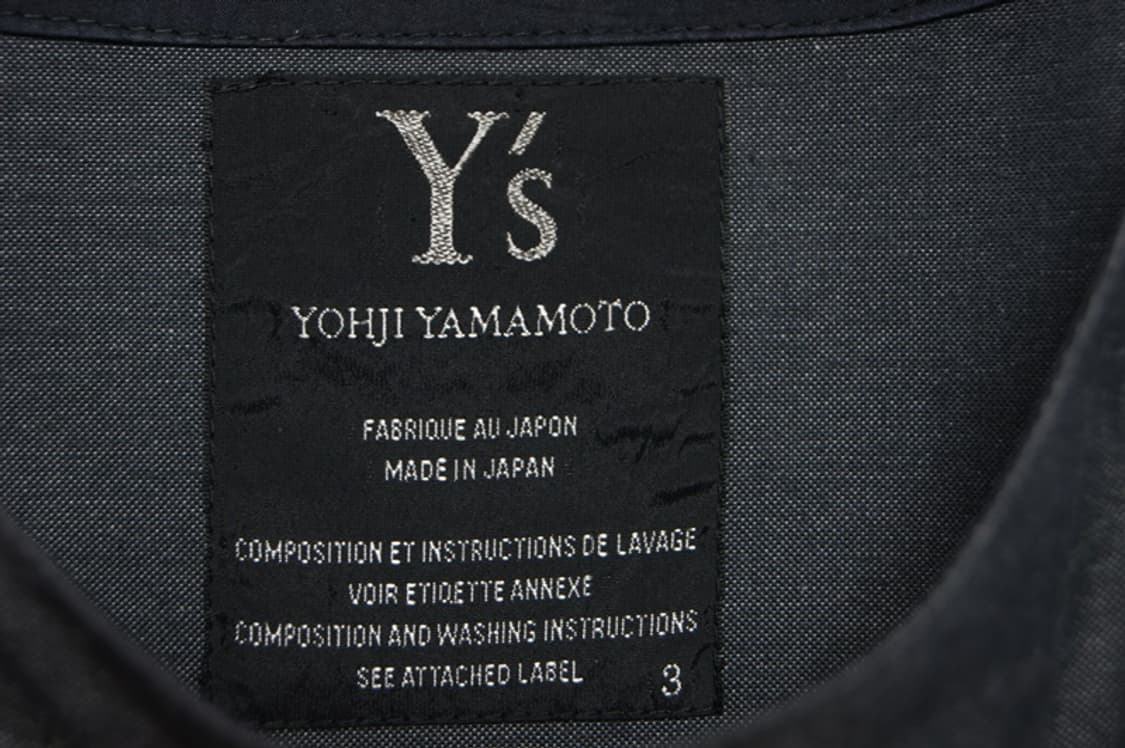 Y's
YOHJI YAMAMOTO
FABRIQUE AU JAPON
MADE IN JAPAN
COMPOSITION ET INSTRUCTIONS DE LAVAGE
VOIR ETIQETTE ANNEXE
COMPOSITION AND WASHING INSTRUCTIONS
SEE ATTACHED LABEL
3